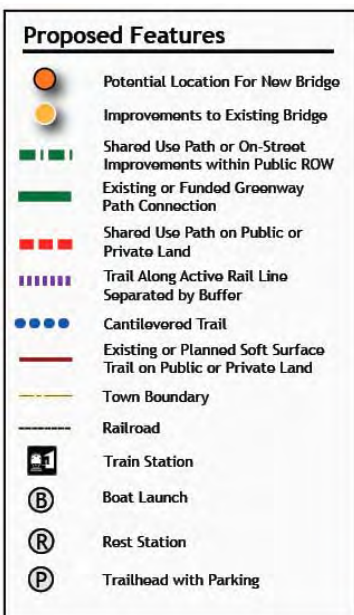 Proposed Features
Potential Location For New Bridge
Improvements to Existing Bridge
Shared Use Path or On-Street
Improvements within Public ROW
Existing or Funded Greenway
Path Connection
Shared Use Path on Public or
Private Land
Trail Along Active Rail Line
Separated by Buffer
Cantilevered Trail
Existing or Planned Soft Surface
Trail on Public or Private Land
Town Boundary
Railroad
Train Station
B Boat Launch
R Rest Station
P Trailhead with Parking